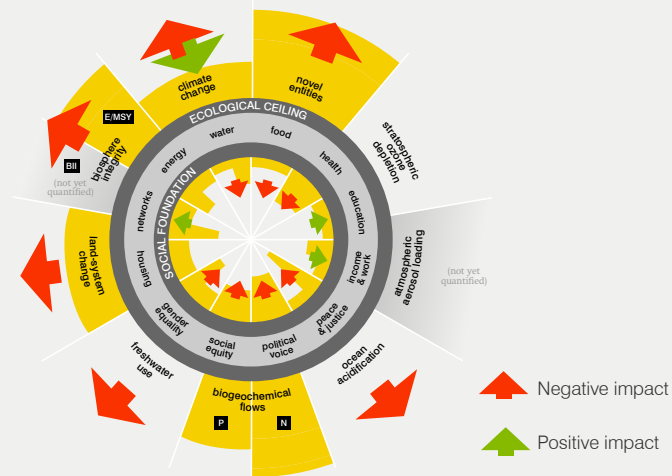 climate
change
novel
entities
stratospheric
ozone
depletion
atmospheric
aerosol loading
(not yet
quantified)
ocean
acidification
biogeochemical
flows
P
N
freshwater
use
land-system
change
biosphere
integrity
E/MSY
BII
(not yet
quantified)
ECOLOGICAL CEILING
water
food
health
education
income
& work
peace
& justice
political
voice
social
equity
gender
equality
housing
networks
energy
SOCIAL FOUNDATION
Negative impact
Positive impact